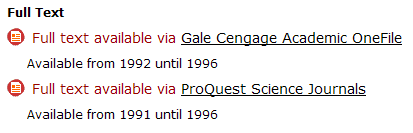 Full Text
Full text available via Gale Cengage Academic OneFile
Available from 1992 until 1996
Full text available via ProQuest Science Journals
Available from 1991 until 1996